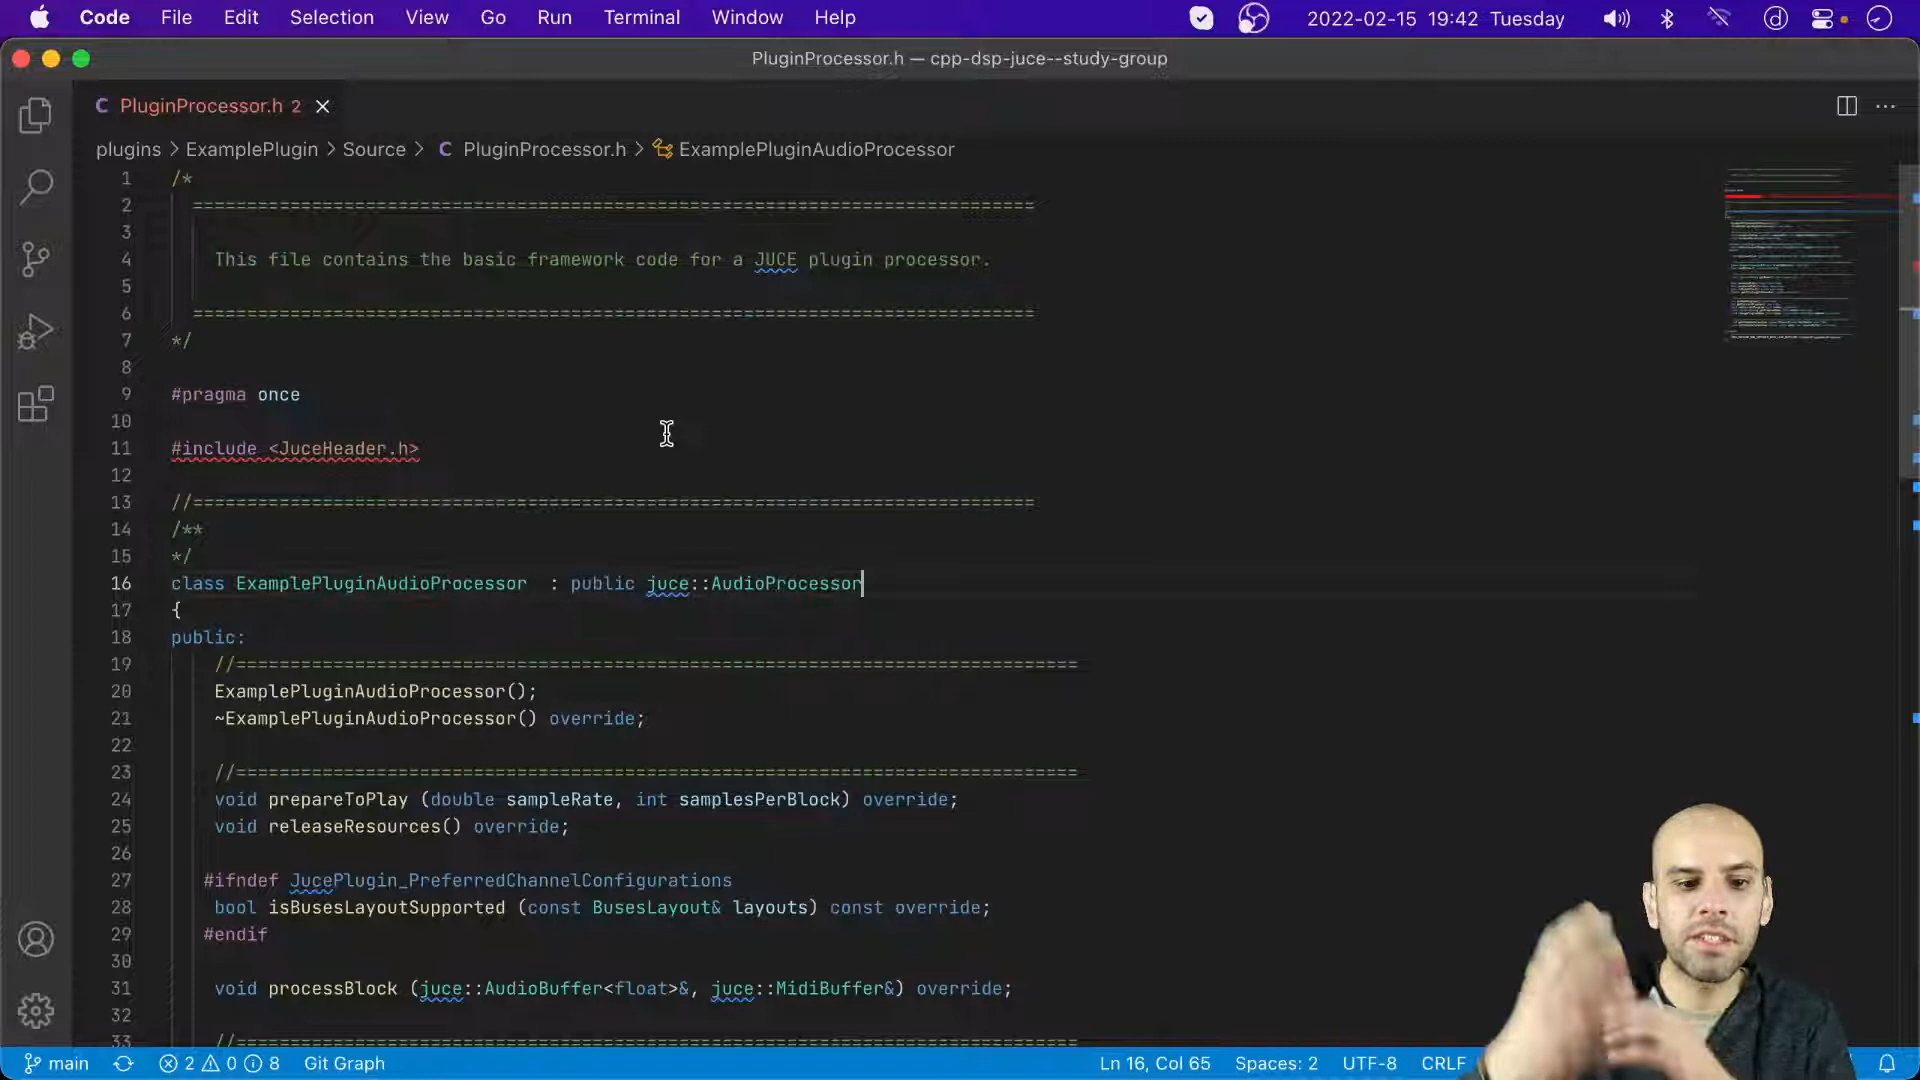 Code File Edit Selection View Go Run Terminal Window Help 2022-02-15 19:42 Tuesday
PluginProcessor.h — cpp-dsp-juce--study-group
C PluginProcessor.h 2
plugins > ExamplePlugin > Source > C PluginProcessor.h > ExamplePluginAudioProcessor
1 /*
2 ==============================================================================
3
4 This file contains the basic framework code for a JUCE plugin processor.
5
6 ==============================================================================
7 */
8
9 #pragma once
10
11 #include <JuceHeader.h>
12
13 //==============================================================================
14 /**
15 */
16 class ExamplePluginAudioProcessor  : public juce::AudioProcessor
17 {
18 public:
19 //==============================================================================
20 ExamplePluginAudioProcessor();
21 ~ExamplePluginAudioProcessor() override;
22
23 //==============================================================================
24 void prepareToPlay (double sampleRate, int samplesPerBlock) override;
25 void releaseResources() override;
26
27 #ifndef JucePlugin_PreferredChannelConfigurations
28 bool isBusesLayoutSupported (const BusesLayout& layouts) const override;
29 #endif
30
31 void processBlock (juce::AudioBuffer<float>&, juce::MidiBuffer&) override;
32
33 //==============================================================================
main 2 0 8 Git Graph Ln 16, Col 65 Spaces: 2 UTF-8 CRLF